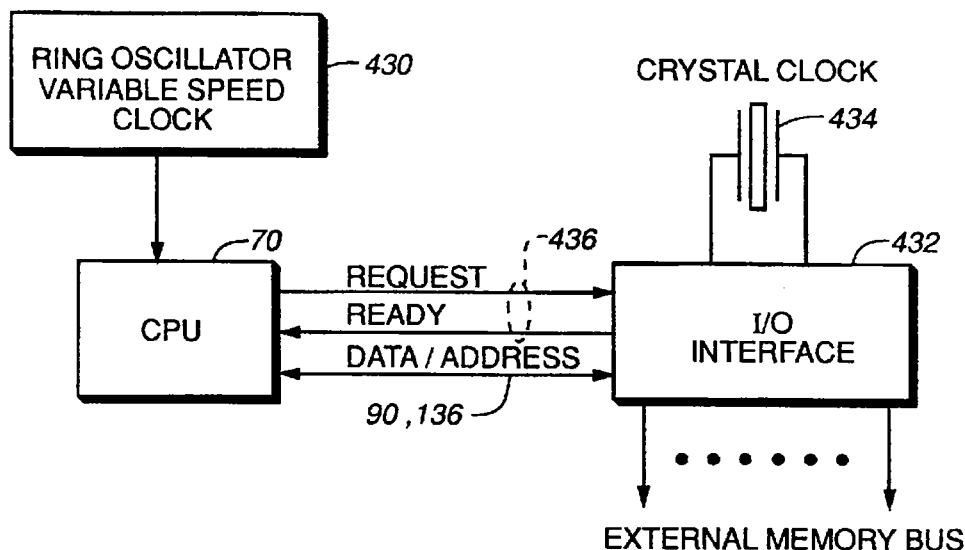 RING OSCILLATOR
VARIABLE SPEED
CLOCK
430
CRYSTAL CLOCK
434
70
436
432
CPU
REQUEST
READY
DATA / ADDRESS
90 , 136
I/O
INTERFACE
EXTERNAL MEMORY BUS